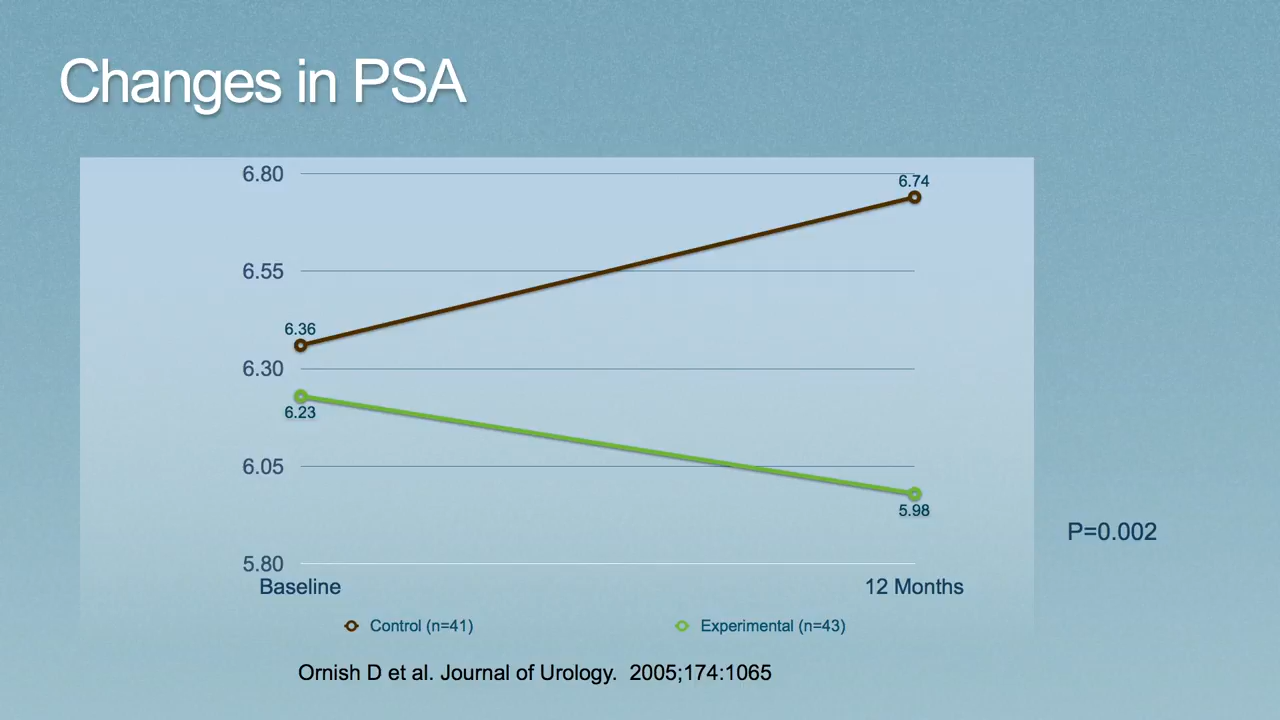 Changes in PSA
6.80
6.74
6.55
6.36
6.30
6.23
6.05
5.98
P=0.002
5.80
Baseline
12 Months
Control (n=41)
Experimental (n=43)
Ornish D et al. Journal of Urology.  2005;174:1065